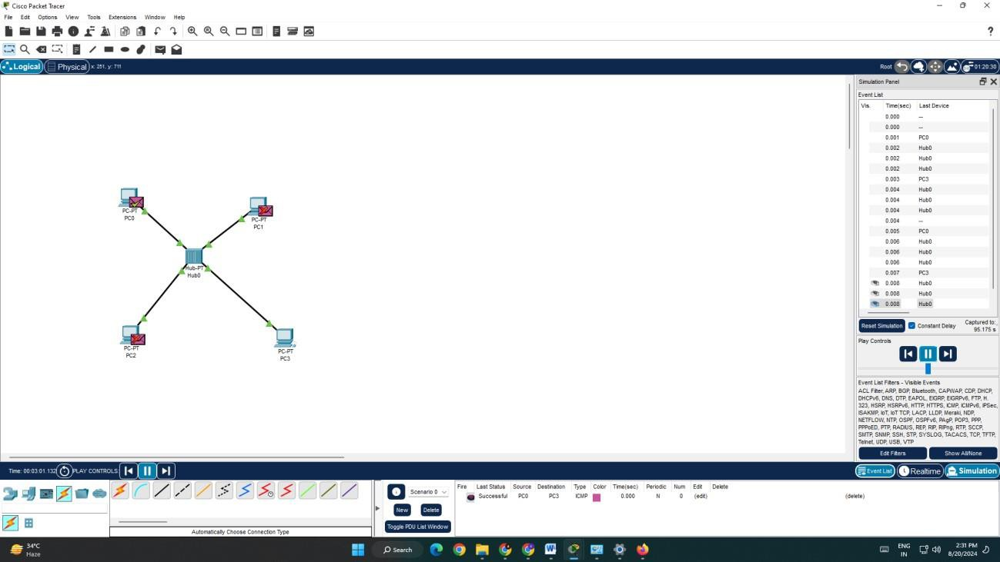 Cisco Packet Tracer
File Edit Options View Tools Extensions Window Help
?
Logical Physical x: 251, y: 711
Root 01:20:30
Simulation Panel
Event List
Vis. Time(sec) Last Device
0.000 --
0.000 --
0.001 PC0
0.002 Hub0
0.002 Hub0
0.002 Hub0
0.003 PC3
0.004 Hub0
0.004 Hub0
0.004 Hub0
0.004 --
0.005 PC0
0.006 Hub0
0.006 Hub0
0.006 Hub0
0.007 PC3
0.008 Hub0
0.008 Hub0
0.008 Hub0
Reset Simulation Constant Delay Captured to:
95.175 s
Play Controls
Event List Filters - Visible Events
ACL Filter, ARP, BGP, Bluetooth, CAPWAP, CDP, DHCP,
DHCPv6, DNS, DTP, EAPOL, EIGRP, EIGRPv6, FTP, H.
323, HSRP, HSRPv6, HTTP, HTTPS, ICMP, ICMPv6, IPSec,
ISAKMP, IoT, IoT TCP, LACP, LLDP, Meraki, NDP,
NETFLOW, NTP, OSPF, OSPFv6, PAgP, POP3, PPP,
PPPoED, PTP, RADIUS, REP, RIP, RIPng, RTP, SCCP,
SMTP, SNMP, SSH, STP, SYSLOG, TACACS, TCP, TFTP,
Telnet, UDP, USB, VTP
Edit Filters Show All/None
PC-PT
PC0
PC-PT
PC1
Hub-PT
Hub0
PC-PT
PC2
PC-PT
PC3
Time: 00:03:01.132 PLAY CONTROLS:
Event List Realtime Simulation
Automatically Choose Connection Type
Scenario 0
New Delete
Toggle PDU List Window
Fire Last Status Source Destination Type Color Time(sec) Periodic Num Edit Delete
Successful PC0 PC3 ICMP 0.000 N 0 (edit) (delete)
34°C
Haze
Search
ENG
IN
2:31 PM
8/20/2024